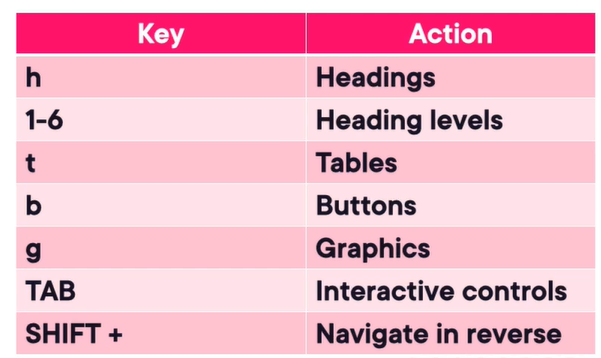 Key Action
h Headings
1-6 Heading levels
t Tables
b Buttons
g Graphics
TAB Interactive controls
SHIFT + Navigate in reverse